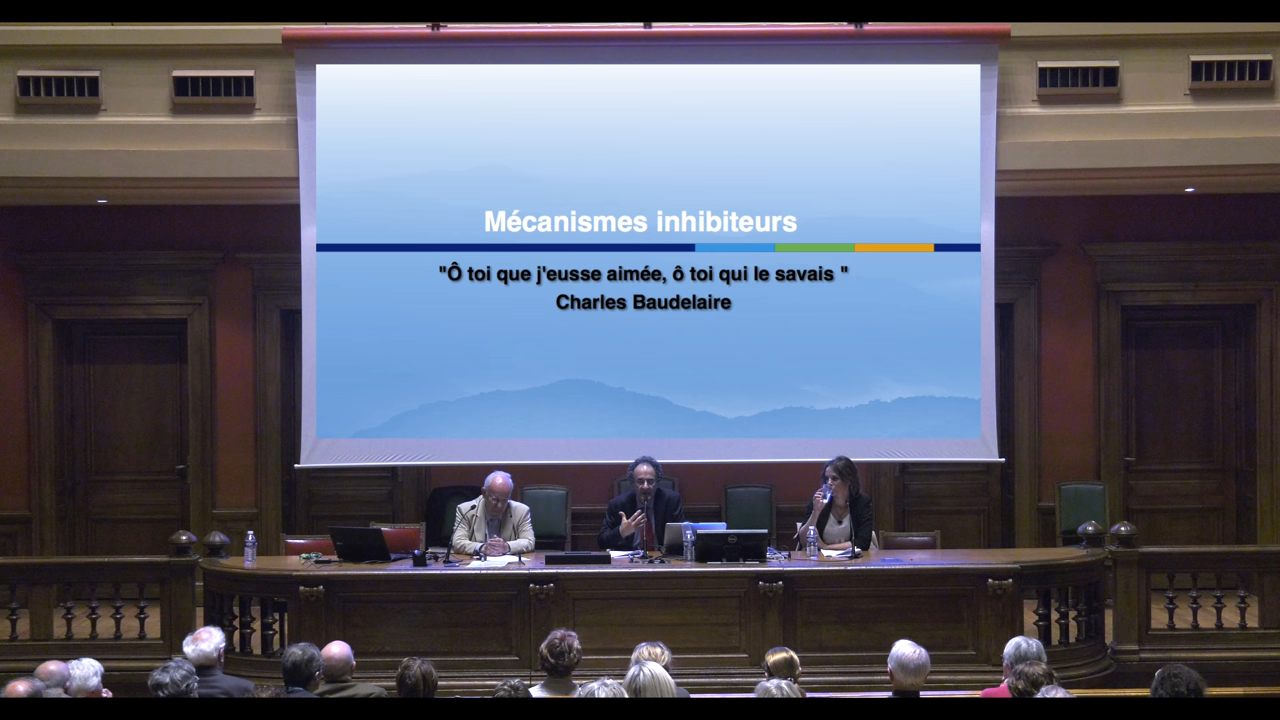 Mécanismes inhibiteurs
"Ô toi que j'eusse aimée, ô toi qui le savais "
Charles Baudelaire